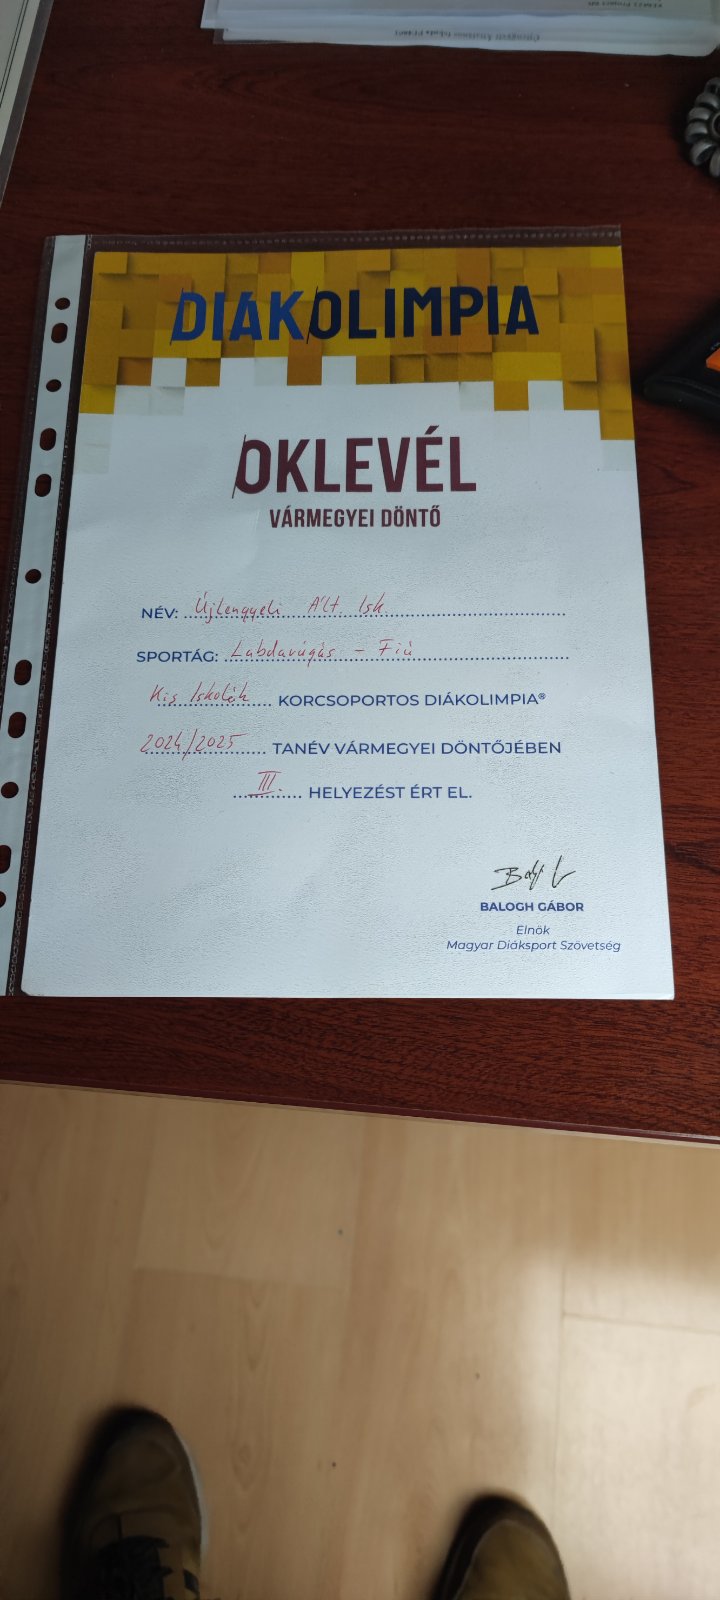 DIÁKOLIMPIA
OKLEVÉL
VÁRMEGYEI DÖNTŐ
NÉV: Újlengyeli Ált. Isk
SPORTÁG: Labdarúgás - Fiú
Kis Iskolák KORCSOPORTOS DIÁKOLIMPIA®
2024/2025 TANÉV VÁRMEGYEI DÖNTŐJÉBEN
III. HELYEZÉST ÉRT EL.
BALOGH GÁBOR
Elnök
Magyar Diáksport Szövetség